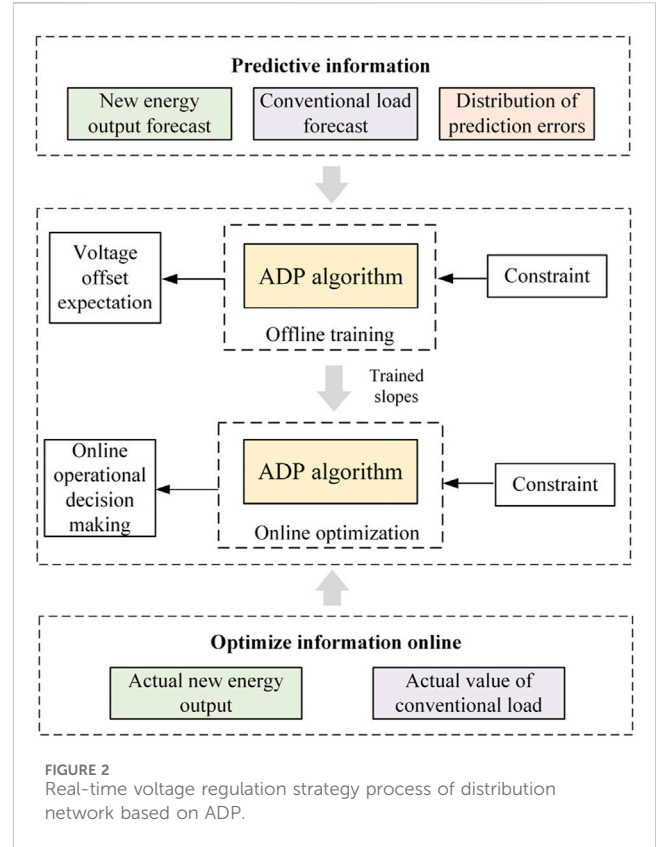 Predictive information
New energy
output forecast
Conventional load
forecast
Distribution of
prediction errors
Voltage
offset
expectation
ADP algorithm
Offline training
Constraint
Trained
slopes
Online
operational
decision
making
ADP algorithm
Online optimization
Constraint
Optimize information online
Actual new energy
output
Actual value of
conventional load
FIGURE 2
Real-time voltage regulation strategy process of distribution
network based on ADP.